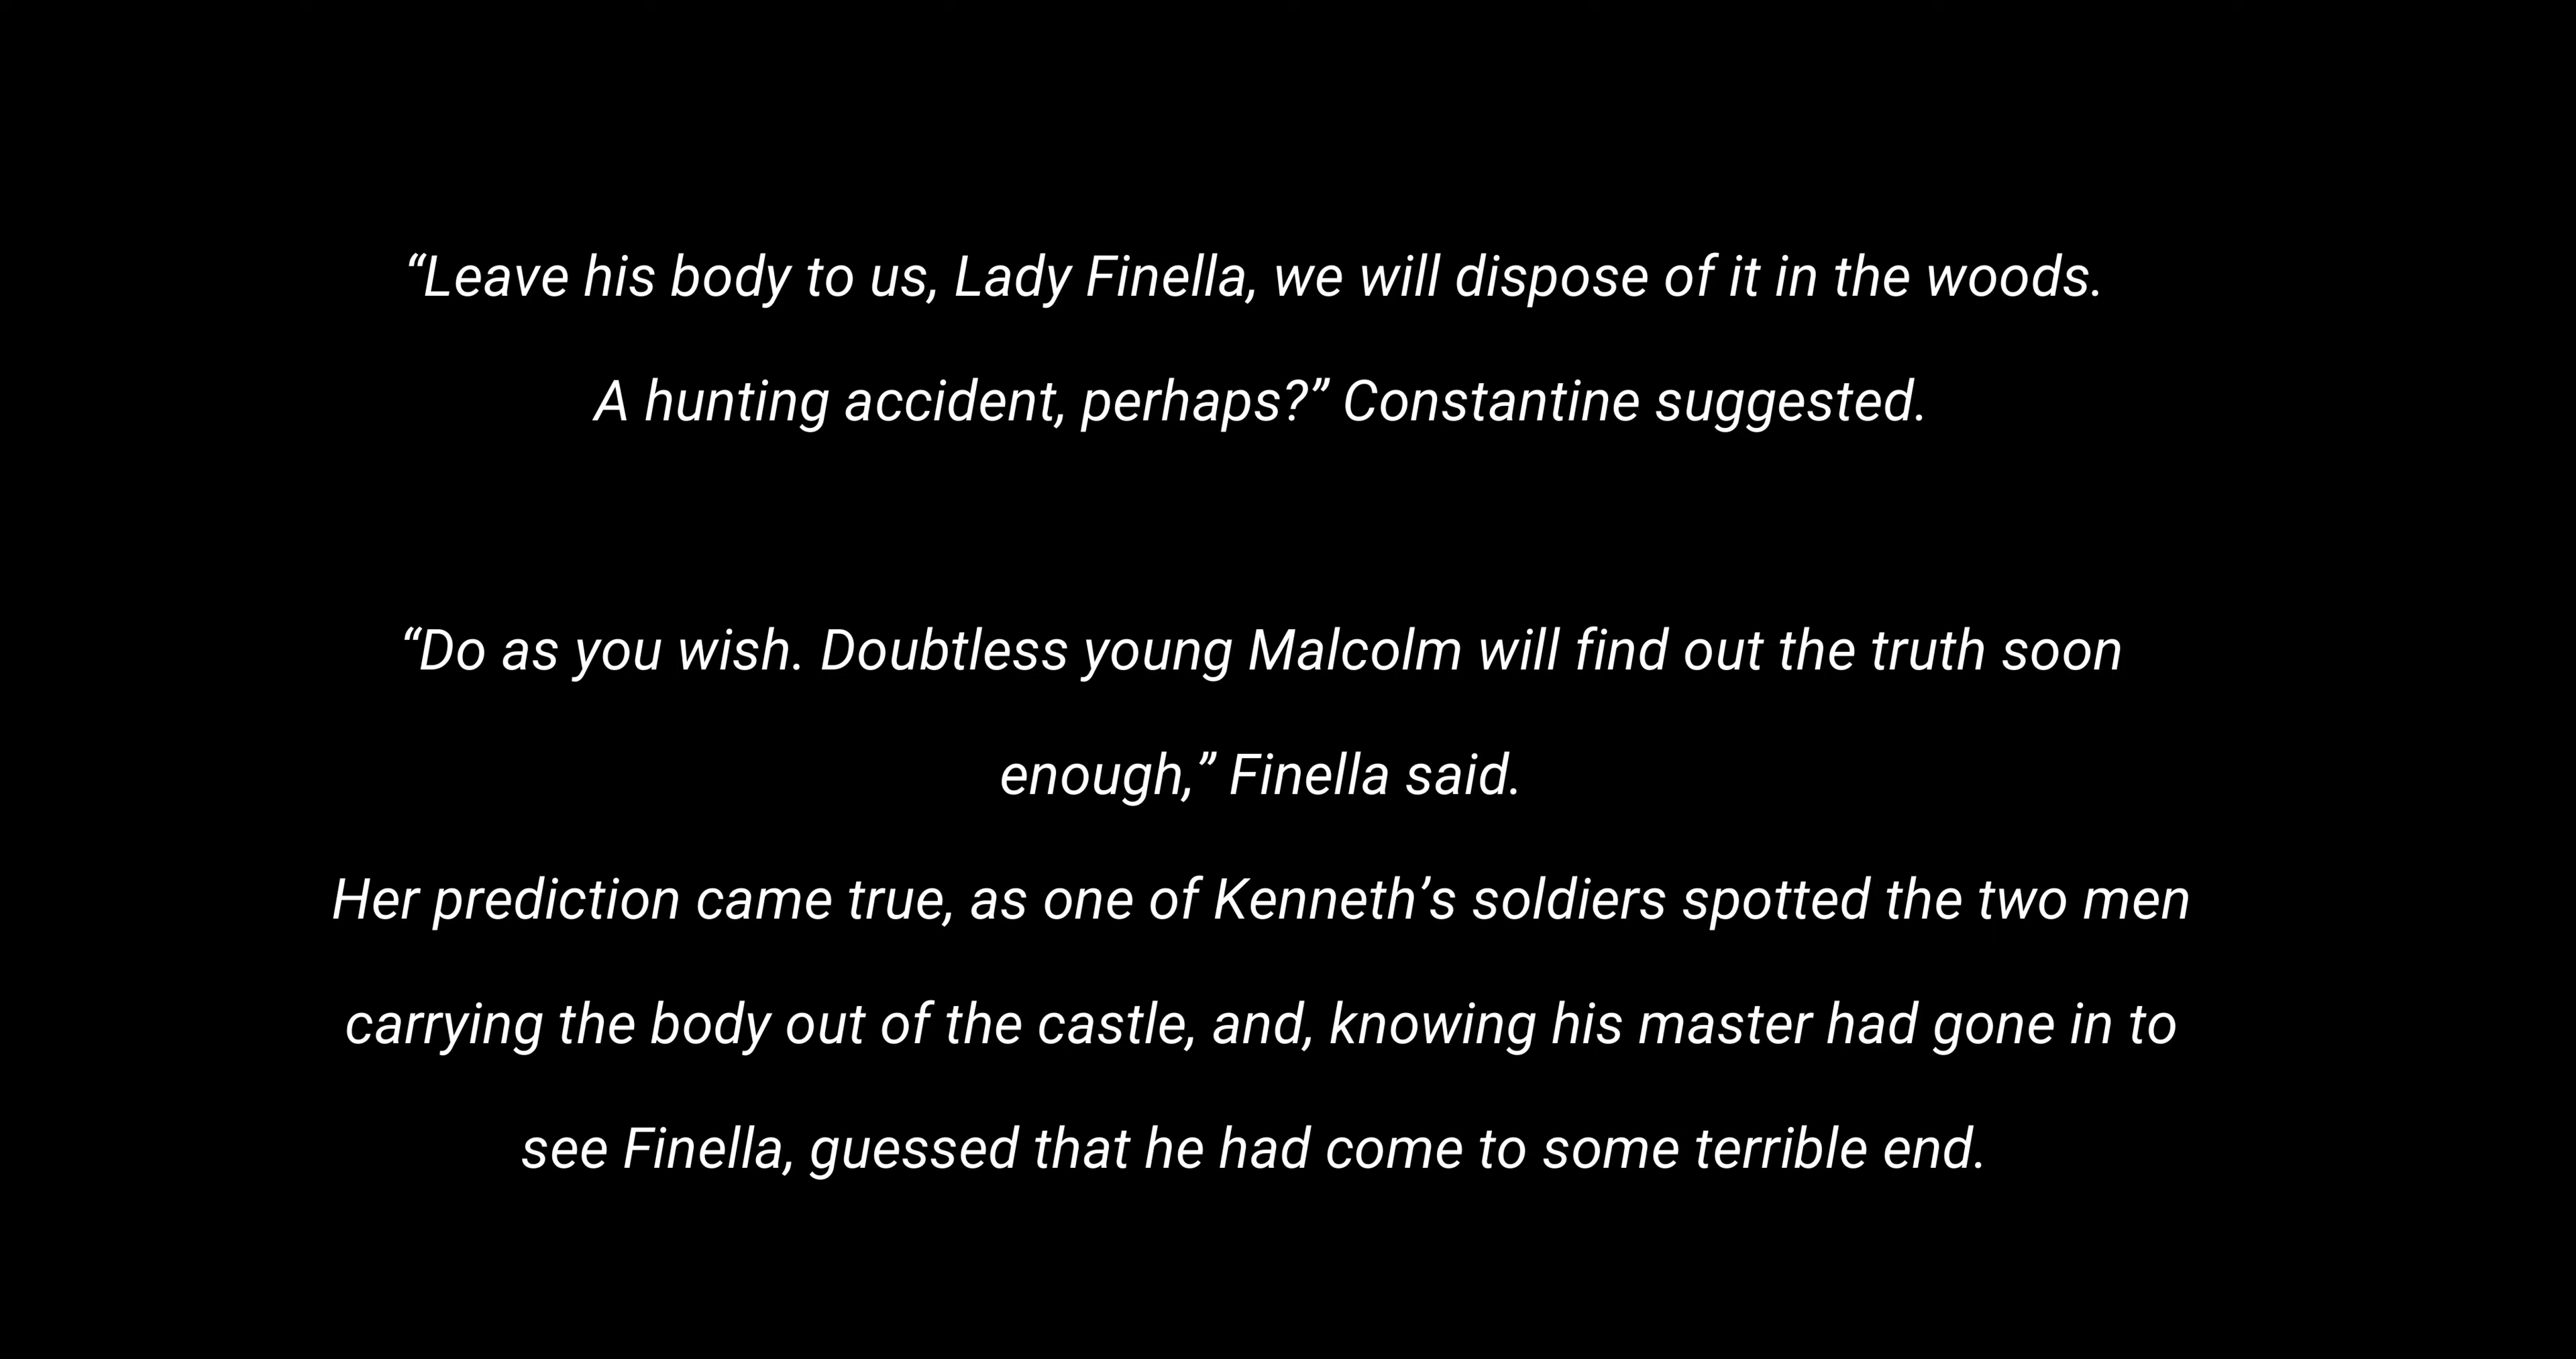 “Leave his body to us, Lady Finella, we will dispose of it in the woods.
A hunting accident, perhaps?” Constantine suggested.
“Do as you wish. Doubtless young Malcolm will find out the truth soon
enough,” Finella said.
Her prediction came true, as one of Kenneth’s soldiers spotted the two men
carrying the body out of the castle, and, knowing his master had gone in to
see Finella, guessed that he had come to some terrible end.